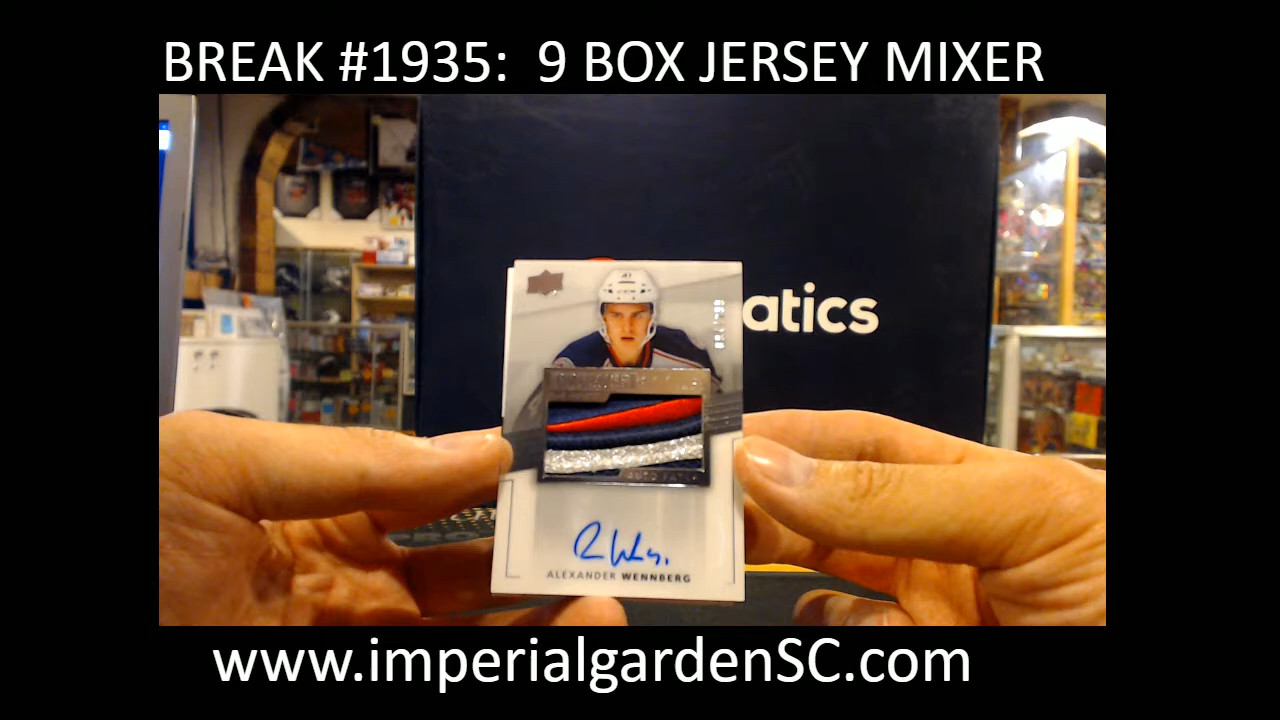 BREAK #1935:  9 BOX JERSEY MIXER
atics
ALEXANDER WENNBERG
www.imperialgardenSC.com